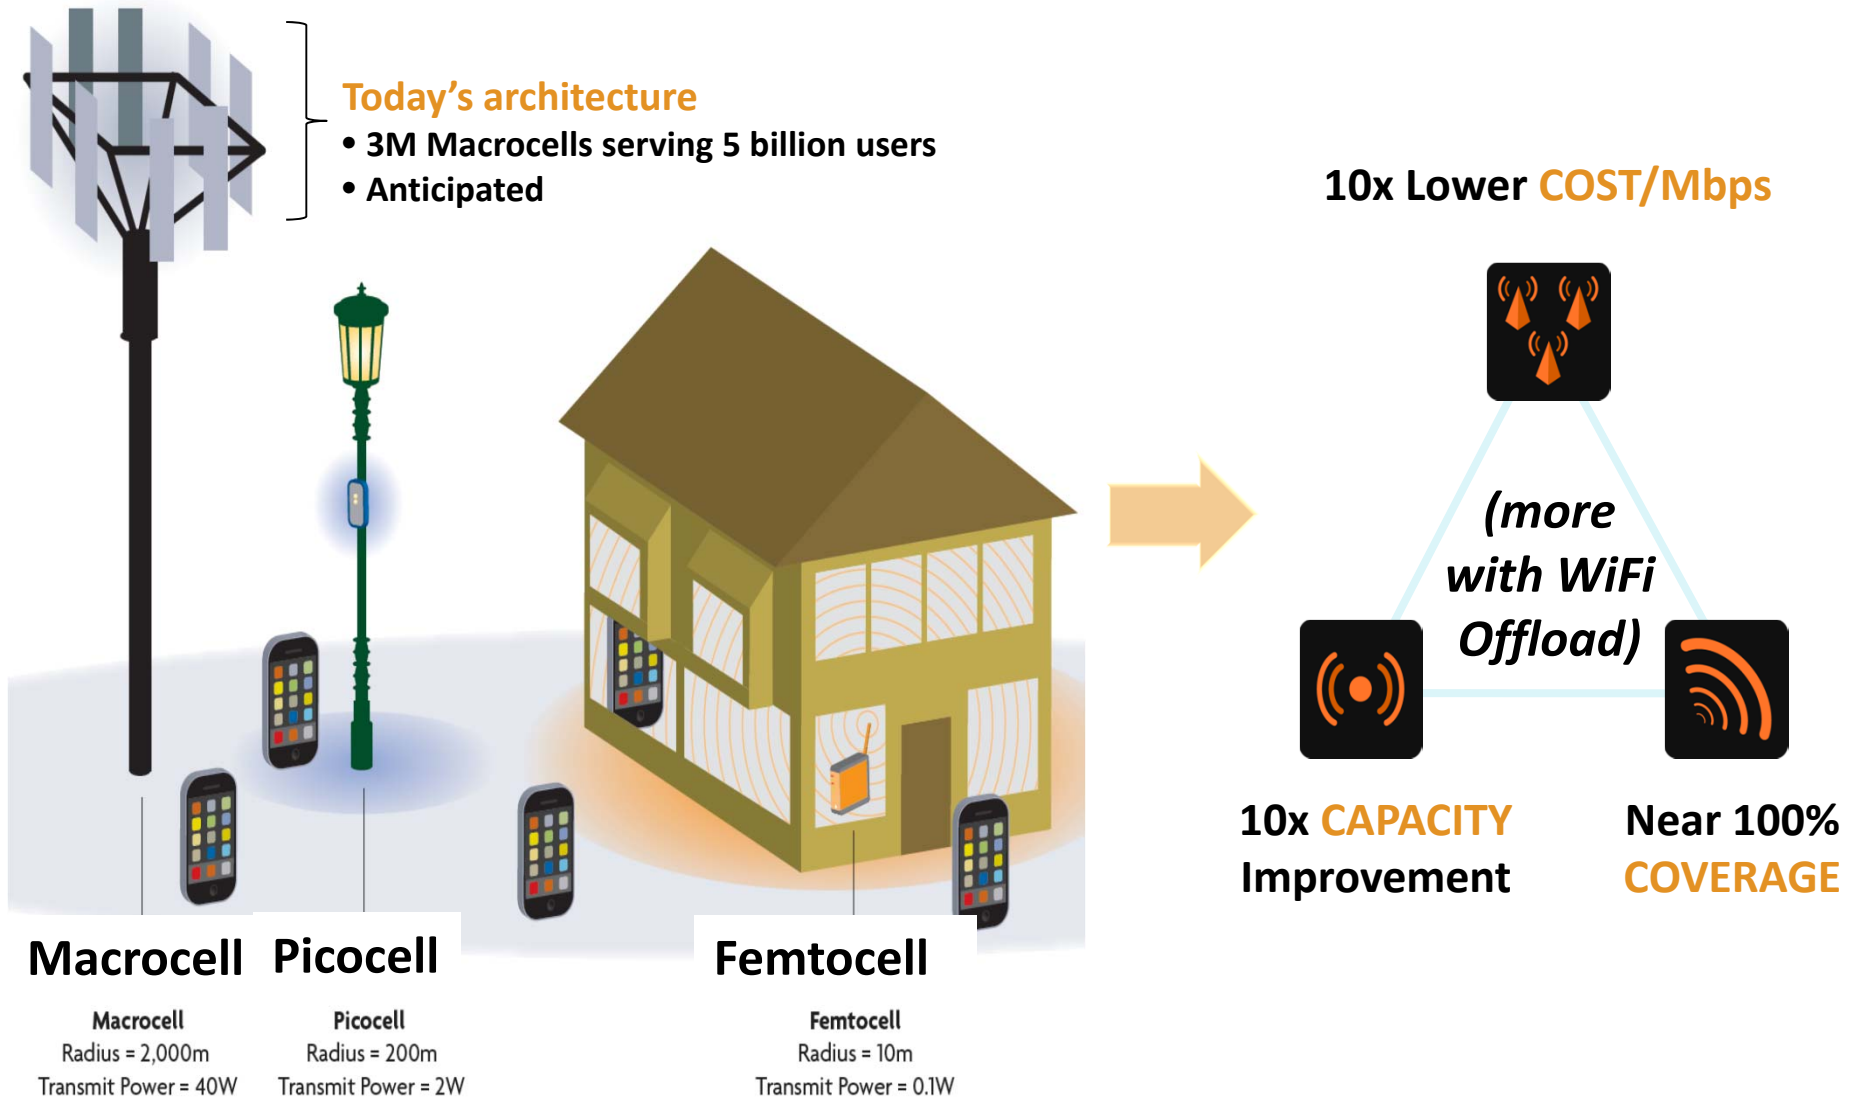 Today’s architecture
• 3M Macrocells serving 5 billion users
• Anticipated
10x Lower COST/Mbps
(more
with WiFi
Offload)
10x CAPACITY
Improvement
Near 100%
COVERAGE
Macrocell
Picocell
Femtocell
Macrocell
Radius = 2,000m
Transmit Power = 40W
Picocell
Radius = 200m
Transmit Power = 2W
Femtocell
Radius = 10m
Transmit Power = 0.1W